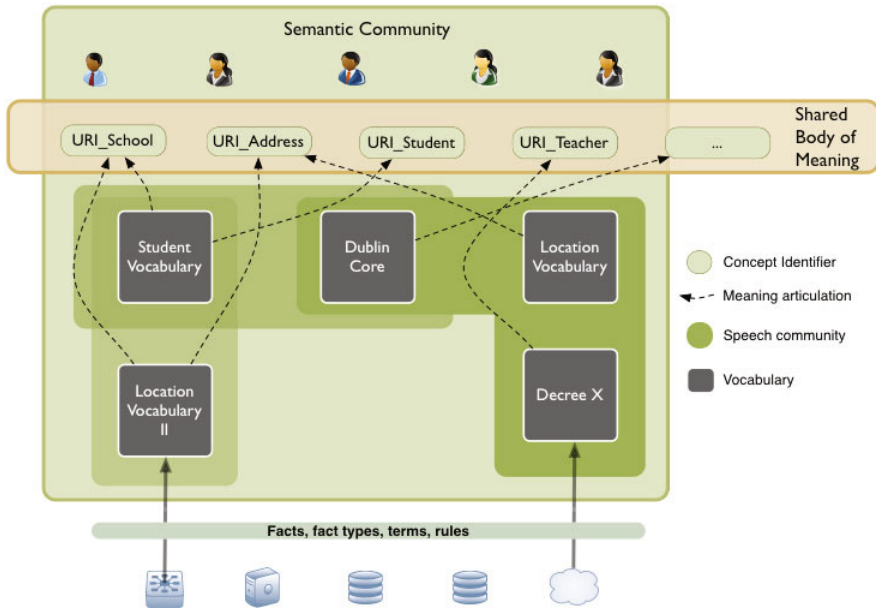 Semantic Community
URI_School
URI_Address
URI_Student
URI_Teacher
...
Shared
Body of
Meaning
Student
Vocabulary
Dublin
Core
Location
Vocabulary
Location
Vocabulary
II
Decree X
Concept Identifier
Meaning articulation
Speech community
Vocabulary
Facts, fact types, terms, rules